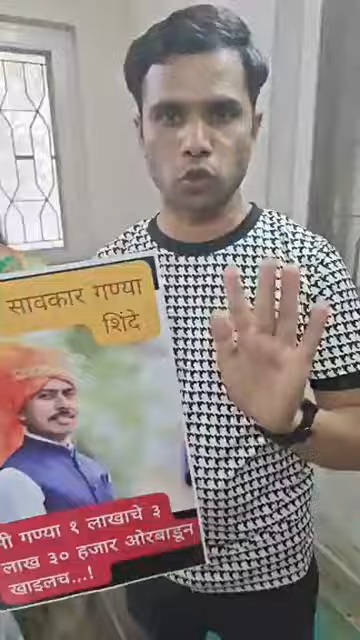 सावकार गण्या
शिंदे
मी गण्या १ लाखाचे ३
लाख ३० हजार ओरबाडून
खाइलच...!